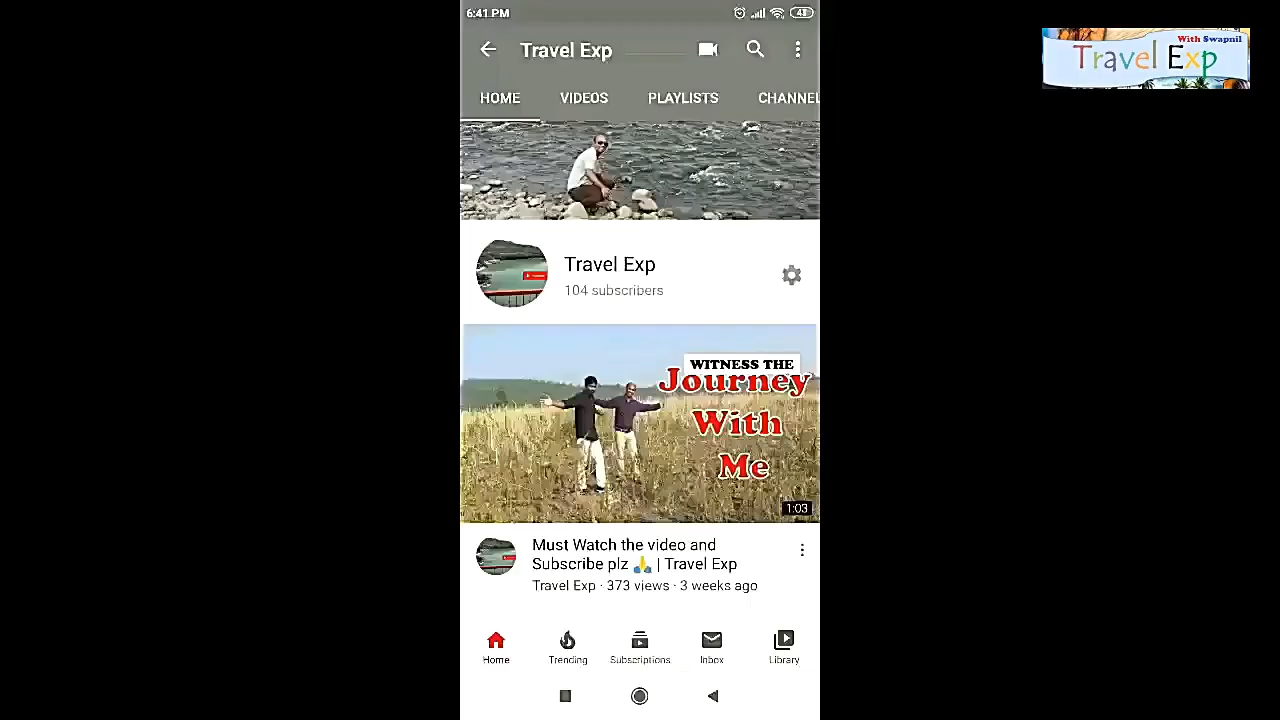 6:41 PM
43
With Swapnil
Travel Exp
Travel Exp
HOME VIDEOS PLAYLISTS CHANNEL
Travel Exp
104 subscribers
WITNESS THE
Journey
With
Me
1:03
Must Watch the video and
Subscribe plz 🙏 | Travel Exp
Travel Exp · 373 views · 3 weeks ago
Home Trending Subscriptions Inbox Library